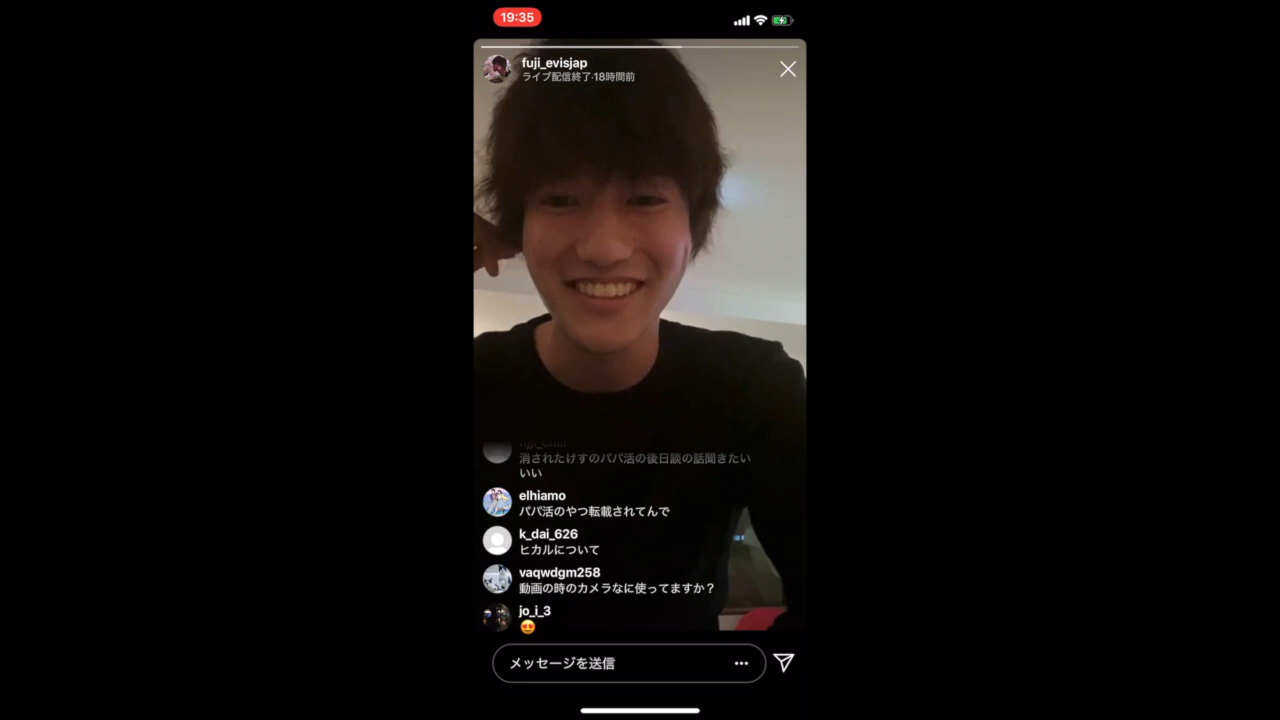 19:35
fuji_evisjap
ライブ配信終了·18時間前
消されたけすのパパ活の後日談の話聞きたい
いい
elhiamo
パパ活のやつ転載されてんで
k_dai_626
ヒカルについて
vaqwdgm258
動画の時のカメラなに使ってますか？
jo_i_3
😍
メッセージを送信